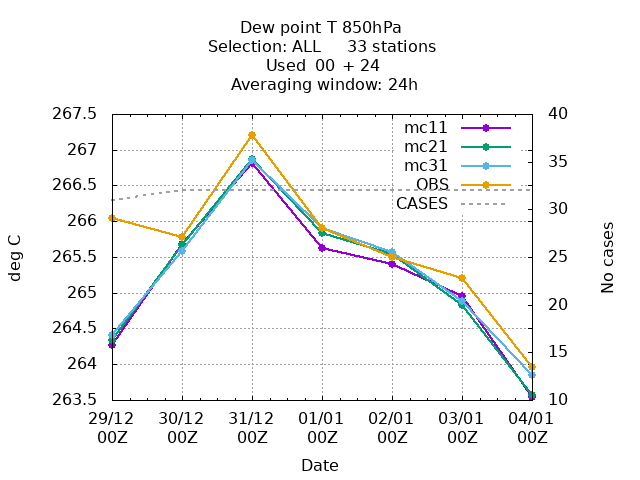 Dew point T 850hPa
Selection: ALL 33 stations
Used 00 + 24
Averaging window: 24h
267.5
267
266.5
266
265.5
265
264.5
264
263.5
40
35
30
25
20
15
10
mc11
mc21
mc31
OBS
CASES
deg C
No cases
29/12 30/12 31/12 01/01 02/01 03/01 04/01
00Z 00Z 00Z 00Z 00Z 00Z 00Z
Date